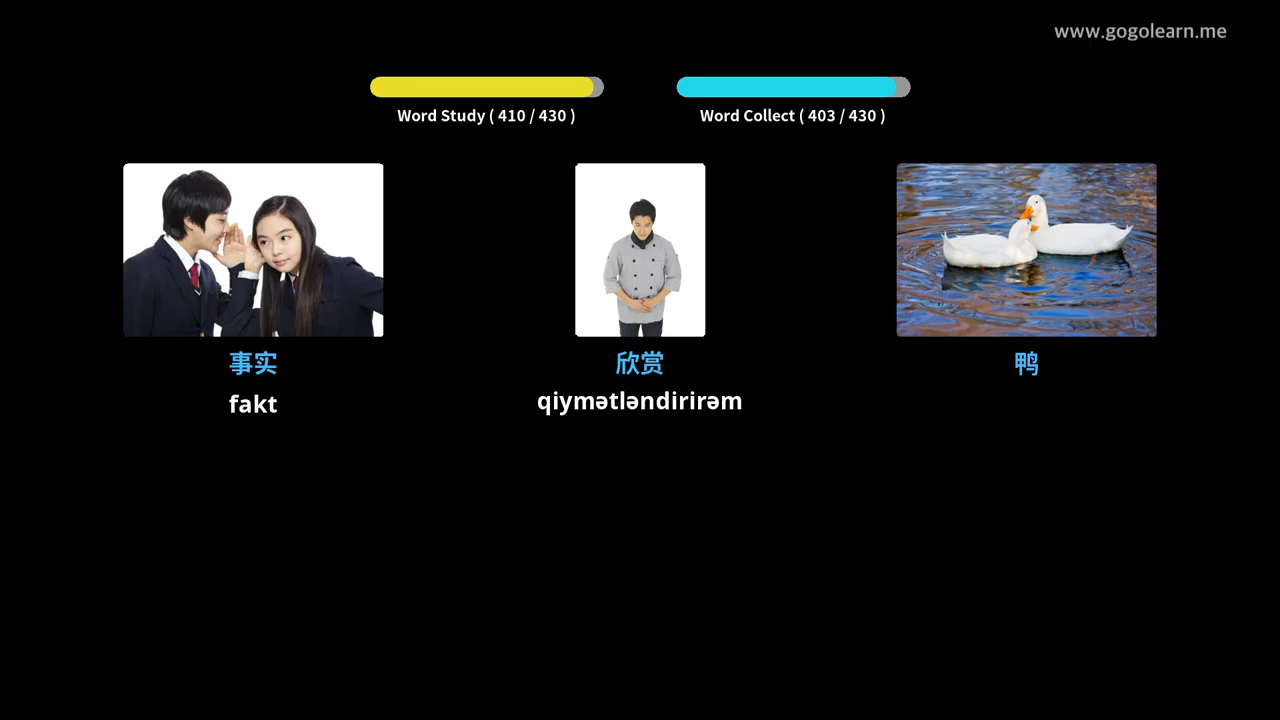 www.gogolearn.me
Word Study ( 410 / 430 )
Word Collect ( 403 / 430 )
事实
欣赏
鸭
fakt
qiymətləndirirəm